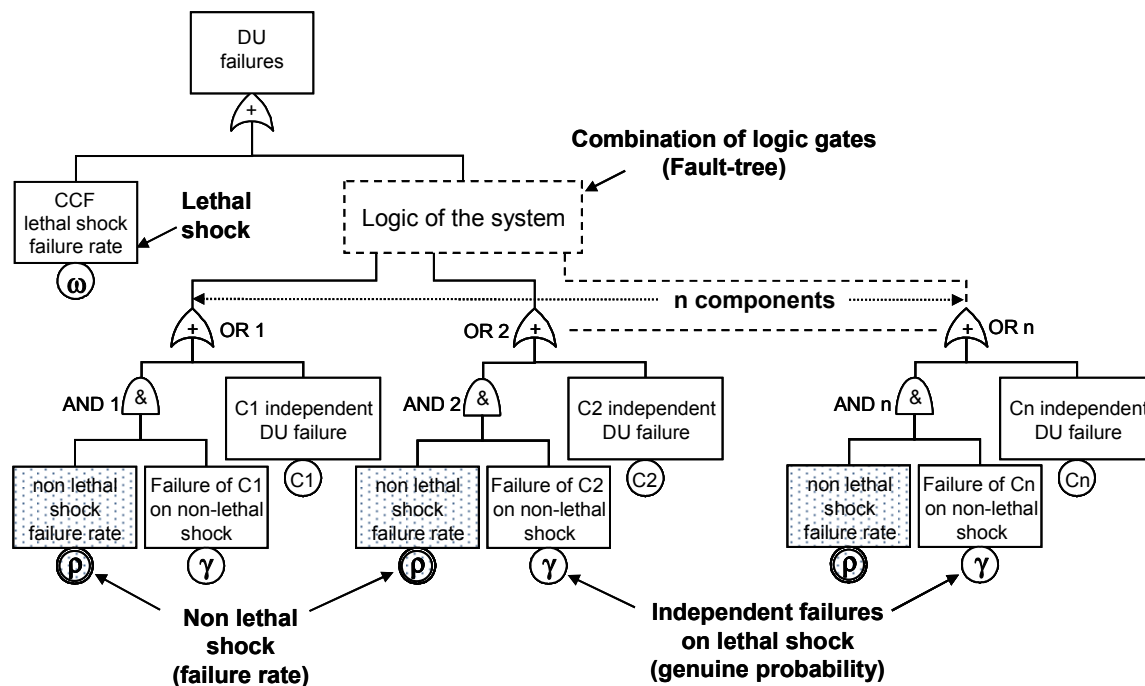 DU
failures
+
Combination of logic gates
(Fault-tree)
CCF
lethal shock
failure rate
ω
Lethal
shock
Logic of the system
n components
+
OR 1
+
OR 2
+
OR n
AND 1
&
C1 independent
DU failure
C1
AND 2
&
C2 independent
DU failure
C2
AND n
&
Cn independent
DU failure
Cn
non lethal
shock
failure rate
ρ
Failure of C1
on non-lethal
shock
γ
non lethal
shock
failure rate
ρ
Failure of C2
on non-lethal
shock
γ
non lethal
shock
failure rate
ρ
Failure of Cn
on non-lethal
shock
γ
Non lethal
shock
(failure rate)
Independent failures
on lethal shock
(genuine probability)